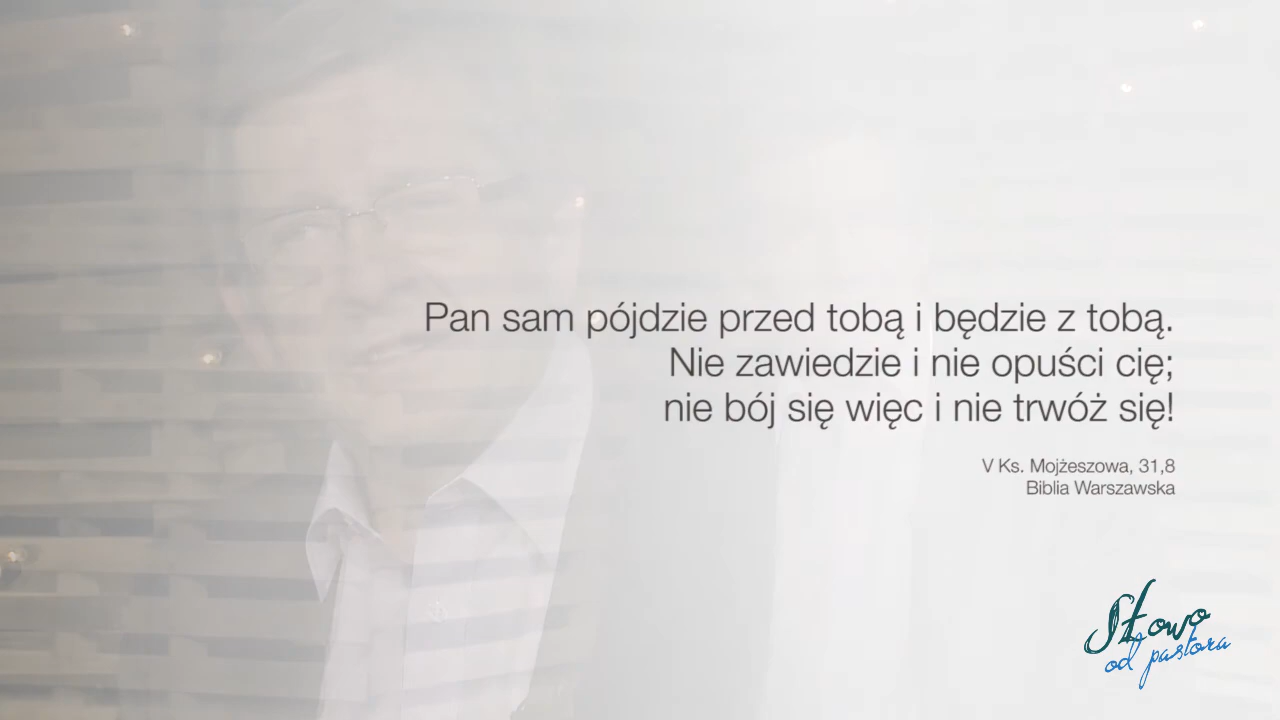 Pan sam pójdzie przed tobą i będzie z tobą.
Nie zawiedzie i nie opuści cię;
nie bój się więc i nie trwóż się!
V Ks. Mojżeszowa, 31,8
Biblia Warszawska
Słowo
od pastora